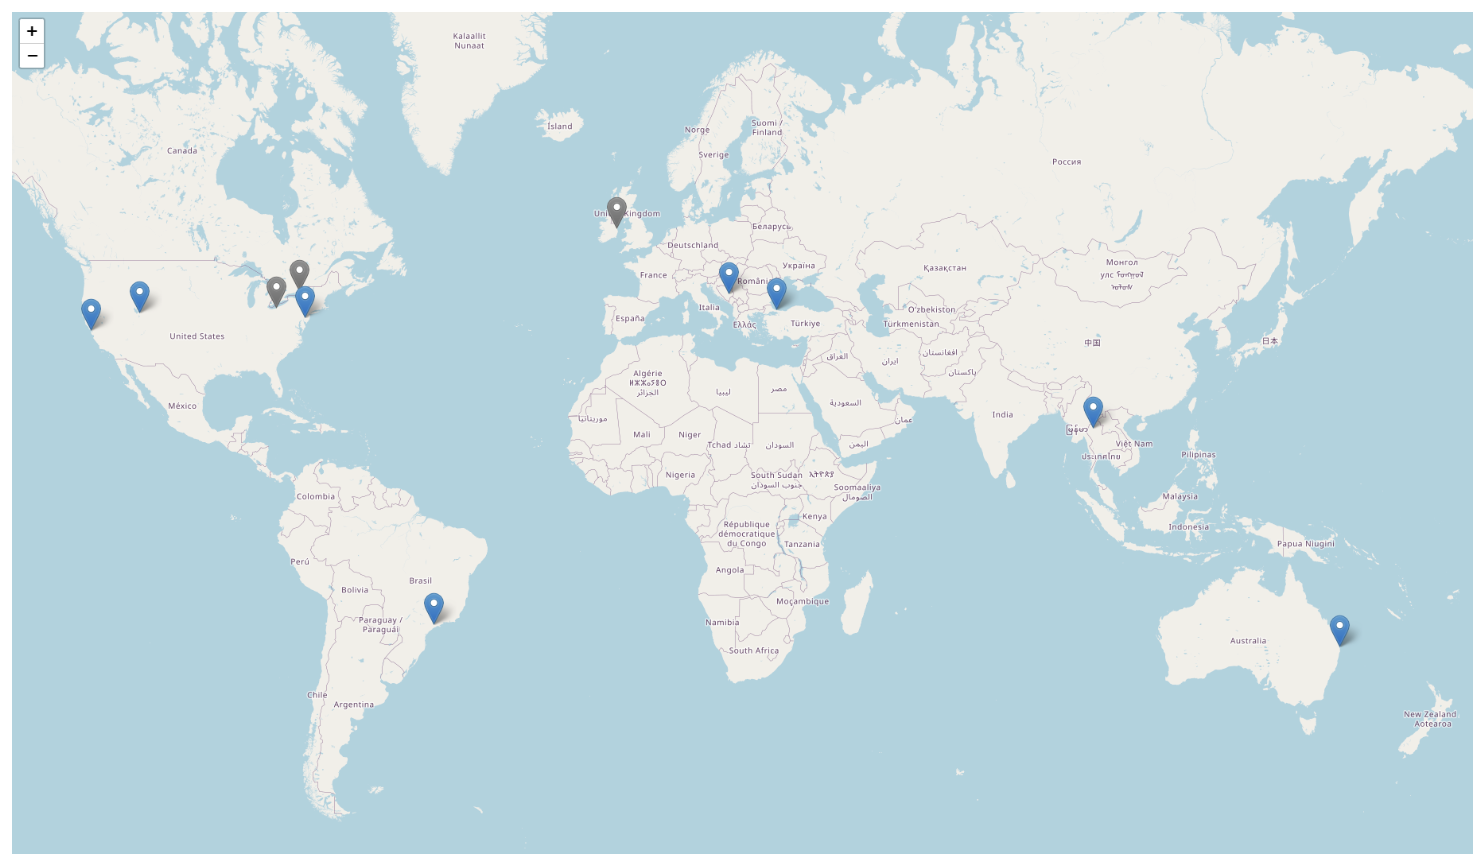 +
−
Kalaallit
Nunaat
Ísland
Norge
Suomi /
Finland
Sverige
Canada
Россия
United Kingdom
Беларусь
Deutschland
Україна
France
România
Қазақстан
Монгол
улс
Italia
España
Ελλάς
Türkiye
O'zbekiston
Türkmenistan
United States
افغانستان
ایران
العراق
پاکستان
中国
日本
Algérie
ⵍⵣⵣⴰⵢⴻⵔ
الجزائر
ليبيا
مصر
السعودية
India
México
موريتانيا
عمان
Mali
Niger
Tchad تشاد
السودان
اليمن
မြန်မာ
Việt Nam
ประเทศไทย
Pilipinas
Nigeria
South Sudan
جنوب السودان
ኢትዮጵያ
Soomaaliya
الصومال
Colombia
Malaysia
Kenya
Indonesia
République
démocratique
du Congo
Tanzania
Papua Niugini
Perú
Angola
Brasil
Bolivia
Moçambique
Paraguay /
Paraguái
Namibia
Australia
South Africa
Chile
Argentina
New Zealand
Aotearoa